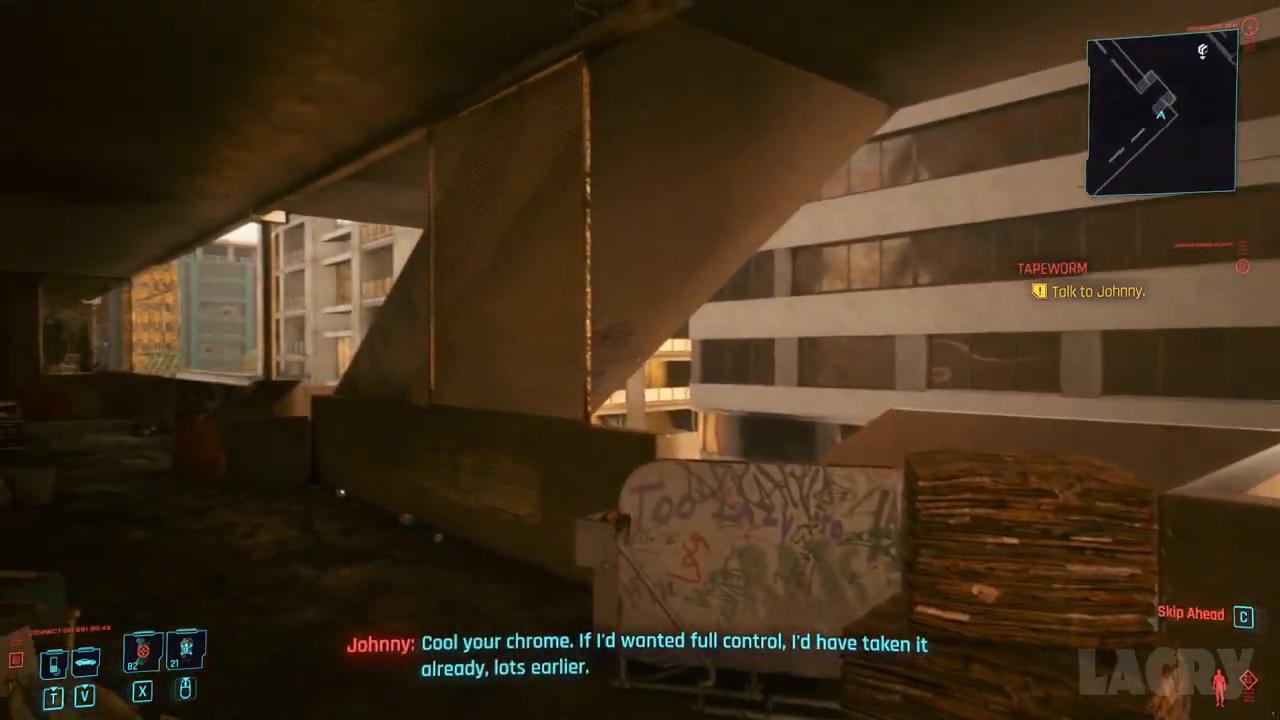 TAPEWORM
Talk to Johnny.
Skip Ahead C
Johnny: Cool your chrome. If I'd wanted full control, I'd have taken it
already, lots earlier.
82
21
T
V
X
LACRY